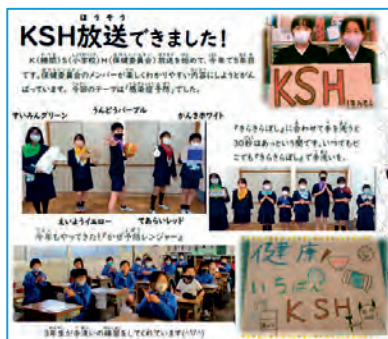 KSH放送できました！
ほうそう
K(幡間)S(小学校)H(保健委員会)放送を始めて、今年で5年目
です。保健委員会のメンバーが楽しくわかりやすい内容にしようとがん
ばっています。今回のテーマは「感染症予防」でした。
KSH
すいみんグリーン
うんどうパープル
かんきホワイト
えいようイエロー
てあらいレッド
今年もやってきた！『かぜ予防レンジャー』
『きらきらぼし』に合わせて手を洗うと
30秒はあっという間です。いつでもど
こでも『きらきらぼし』で手洗いを。
3年生が手洗いの練習をしてくれています(^▽^)
健康
いちばん
KSH